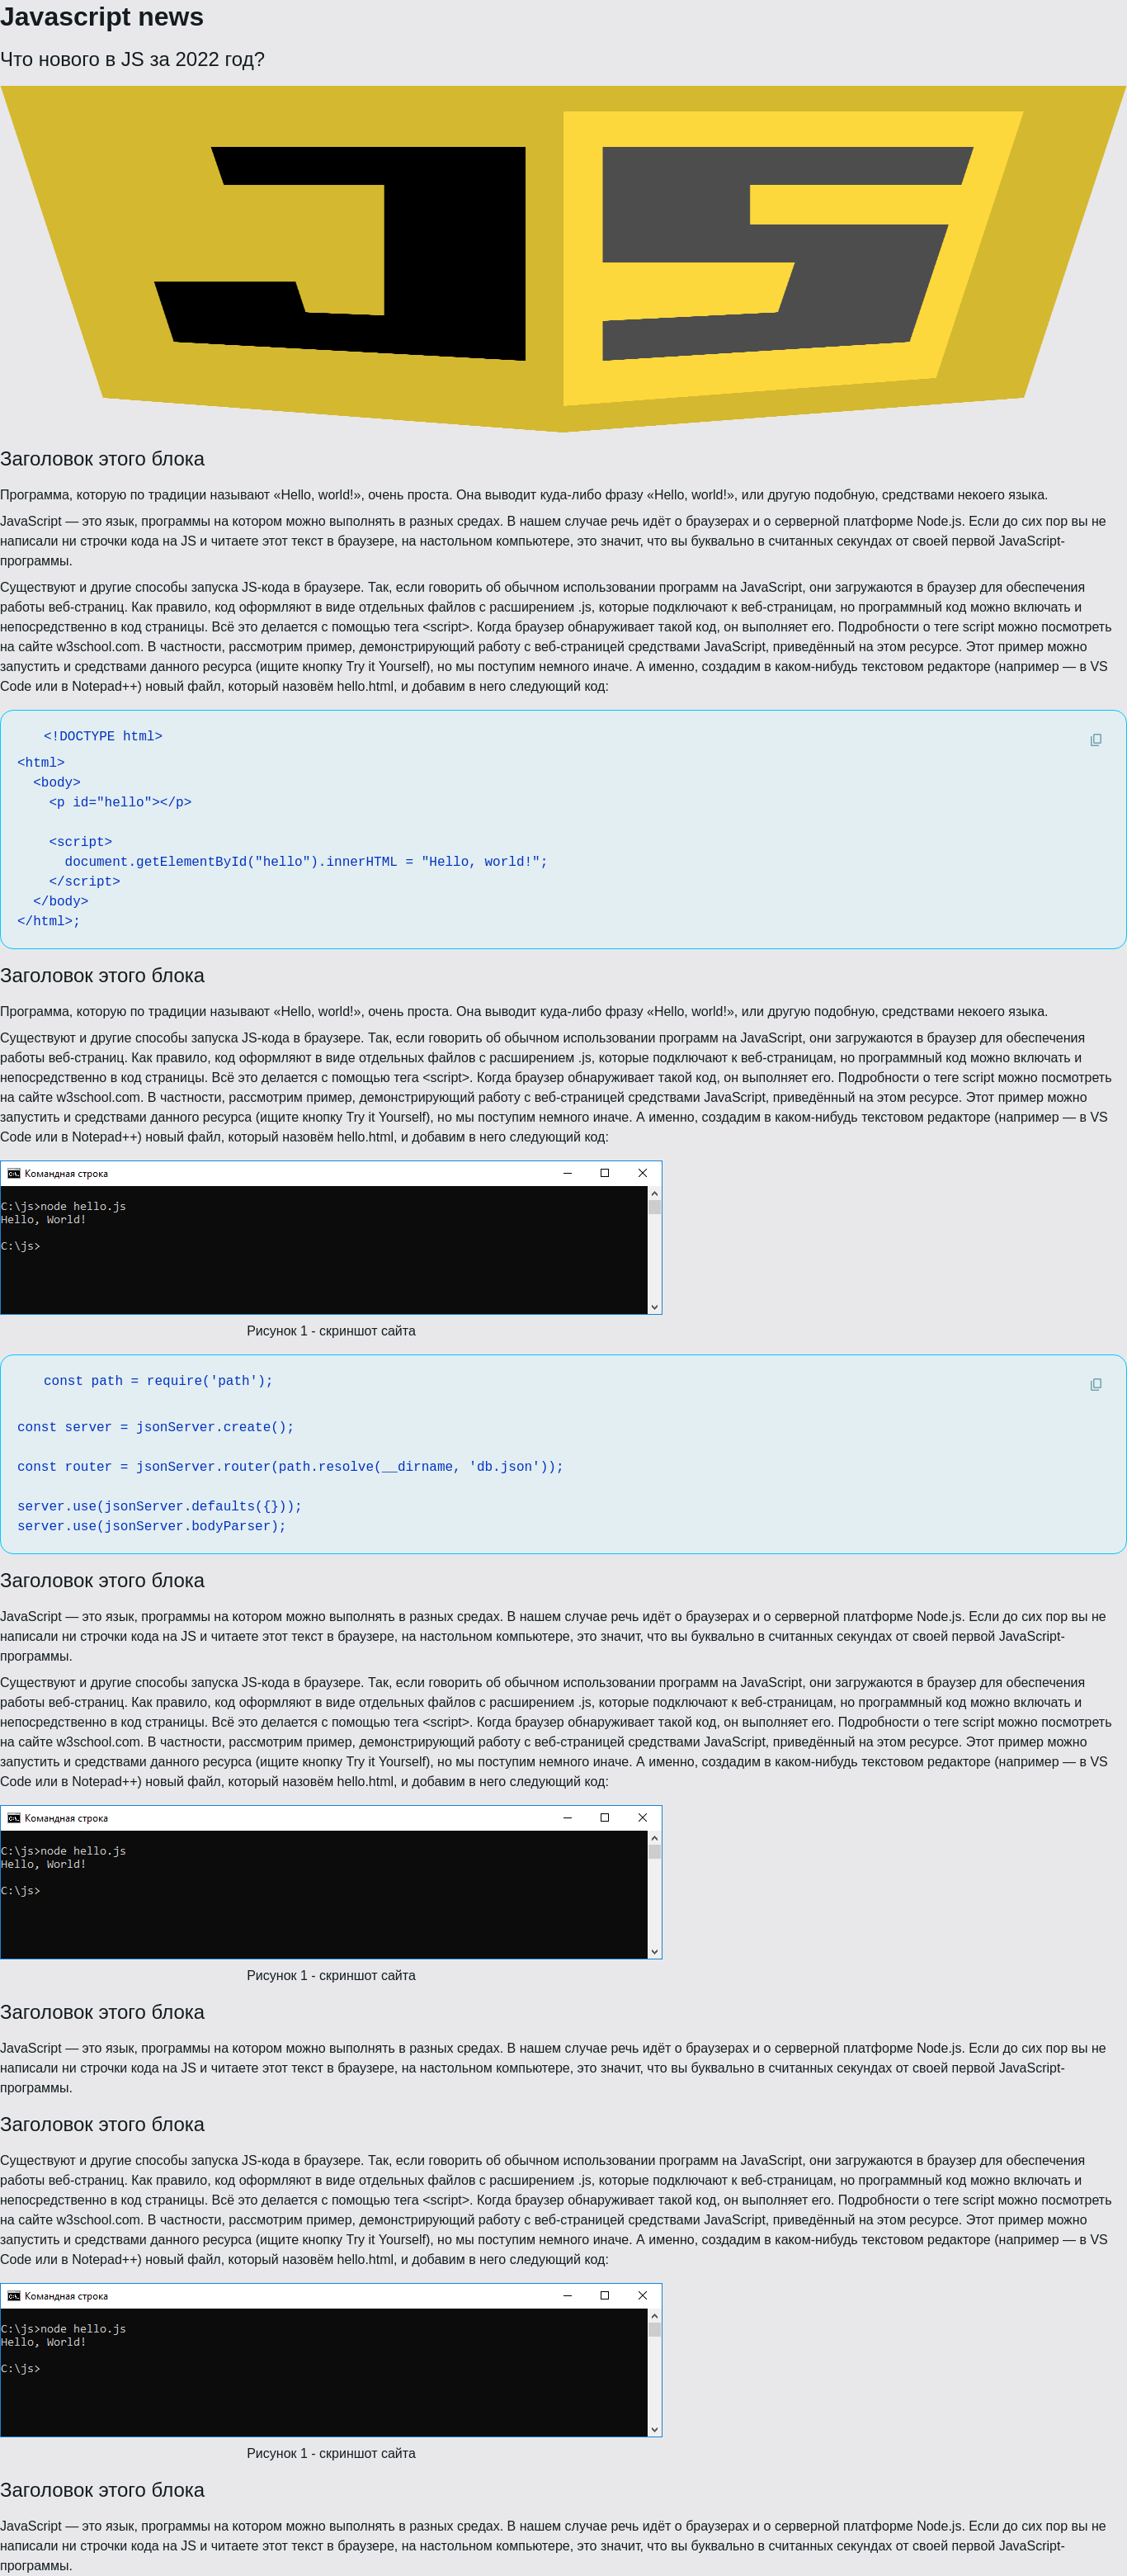 Javascript news
Что нового в JS за 2022 год?
JS
Заголовок этого блока
Программа, которую по традиции называют «Hello, world!», очень проста. Она выводит куда-либо фразу «Hello, world!», или другую подобную, средствами некоего языка.
JavaScript — это язык, программы на котором можно выполнять в разных средах. В нашем случае речь идёт о браузерах и о серверной платформе Node.js. Если до сих пор вы не
написали ни строчки кода на JS и читаете этот текст в браузере, на настольном компьютере, это значит, что вы буквально в считанных секундах от своей первой JavaScript-
программы.
Существуют и другие способы запуска JS-кода в браузере. Так, если говорить об обычном использовании программ на JavaScript, они загружаются в браузер для обеспечения
работы веб-страниц. Как правило, код оформляют в виде отдельных файлов с расширением .js, которые подключают к веб-страницам, но программный код можно включать и
непосредственно в код страницы. Всё это делается с помощью тега <script>. Когда браузер обнаруживает такой код, он выполняет его. Подробности о теге script можно посмотреть
на сайте w3school.com. В частности, рассмотрим пример, демонстрирующий работу с веб-страницей средствами JavaScript, приведённый на этом ресурсе. Этот пример можно
запустить и средствами данного ресурса (ищите кнопку Try it Yourself), но мы поступим немного иначе. А именно, создадим в каком-нибудь текстовом редакторе (например — в VS
Code или в Notepad++) новый файл, который назовём hello.html, и добавим в него следующий код:
<!DOCTYPE html>
<html>
<body>
<p id="hello"></p>
<script>
document.getElementById("hello").innerHTML = "Hello, world!";
</script>
</body>
</html>;
Заголовок этого блока
Программа, которую по традиции называют «Hello, world!», очень проста. Она выводит куда-либо фразу «Hello, world!», или другую подобную, средствами некоего языка.
Существуют и другие способы запуска JS-кода в браузере. Так, если говорить об обычном использовании программ на JavaScript, они загружаются в браузер для обеспечения
работы веб-страниц. Как правило, код оформляют в виде отдельных файлов с расширением .js, которые подключают к веб-страницам, но программный код можно включать и
непосредственно в код страницы. Всё это делается с помощью тега <script>. Когда браузер обнаруживает такой код, он выполняет его. Подробности о теге script можно посмотреть
на сайте w3school.com. В частности, рассмотрим пример, демонстрирующий работу с веб-страницей средствами JavaScript, приведённый на этом ресурсе. Этот пример можно
запустить и средствами данного ресурса (ищите кнопку Try it Yourself), но мы поступим немного иначе. А именно, создадим в каком-нибудь текстовом редакторе (например — в VS
Code или в Notepad++) новый файл, который назовём hello.html, и добавим в него следующий код:
Командная строка
C:\js>node hello.js
Hello, World!
C:\js>
Рисунок 1 - скриншот сайта
const path = require('path');
const server = jsonServer.create();
const router = jsonServer.router(path.resolve(__dirname, 'db.json'));
server.use(jsonServer.defaults({}));
server.use(jsonServer.bodyParser);
Заголовок этого блока
JavaScript — это язык, программы на котором можно выполнять в разных средах. В нашем случае речь идёт о браузерах и о серверной платформе Node.js. Если до сих пор вы не
написали ни строчки кода на JS и читаете этот текст в браузере, на настольном компьютере, это значит, что вы буквально в считанных секундах от своей первой JavaScript-
программы.
Существуют и другие способы запуска JS-кода в браузере. Так, если говорить об обычном использовании программ на JavaScript, они загружаются в браузер для обеспечения
работы веб-страниц. Как правило, код оформляют в виде отдельных файлов с расширением .js, которые подключают к веб-страницам, но программный код можно включать и
непосредственно в код страницы. Всё это делается с помощью тега <script>. Когда браузер обнаруживает такой код, он выполняет его. Подробности о теге script можно посмотреть
на сайте w3school.com. В частности, рассмотрим пример, демонстрирующий работу с веб-страницей средствами JavaScript, приведённый на этом ресурсе. Этот пример можно
запустить и средствами данного ресурса (ищите кнопку Try it Yourself), но мы поступим немного иначе. А именно, создадим в каком-нибудь текстовом редакторе (например — в VS
Code или в Notepad++) новый файл, который назовём hello.html, и добавим в него следующий код:
Командная строка
C:\js>node hello.js
Hello, World!
C:\js>
Рисунок 1 - скриншот сайта
Заголовок этого блока
JavaScript — это язык, программы на котором можно выполнять в разных средах. В нашем случае речь идёт о браузерах и о серверной платформе Node.js. Если до сих пор вы не
написали ни строчки кода на JS и читаете этот текст в браузере, на настольном компьютере, это значит, что вы буквально в считанных секундах от своей первой JavaScript-
программы.
Заголовок этого блока
Существуют и другие способы запуска JS-кода в браузере. Так, если говорить об обычном использовании программ на JavaScript, они загружаются в браузер для обеспечения
работы веб-страниц. Как правило, код оформляют в виде отдельных файлов с расширением .js, которые подключают к веб-страницам, но программный код можно включать и
непосредственно в код страницы. Всё это делается с помощью тега <script>. Когда браузер обнаруживает такой код, он выполняет его. Подробности о теге script можно посмотреть
на сайте w3school.com. В частности, рассмотрим пример, демонстрирующий работу с веб-страницей средствами JavaScript, приведённый на этом ресурсе. Этот пример можно
запустить и средствами данного ресурса (ищите кнопку Try it Yourself), но мы поступим немного иначе. А именно, создадим в каком-нибудь текстовом редакторе (например — в VS
Code или в Notepad++) новый файл, который назовём hello.html, и добавим в него следующий код:
Командная строка
C:\js>node hello.js
Hello, World!
C:\js>
Рисунок 1 - скриншот сайта
Заголовок этого блока
JavaScript — это язык, программы на котором можно выполнять в разных средах. В нашем случае речь идёт о браузерах и о серверной платформе Node.js. Если до сих пор вы не
написали ни строчки кода на JS и читаете этот текст в браузере, на настольном компьютере, это значит, что вы буквально в считанных секундах от своей первой JavaScript-
программы.